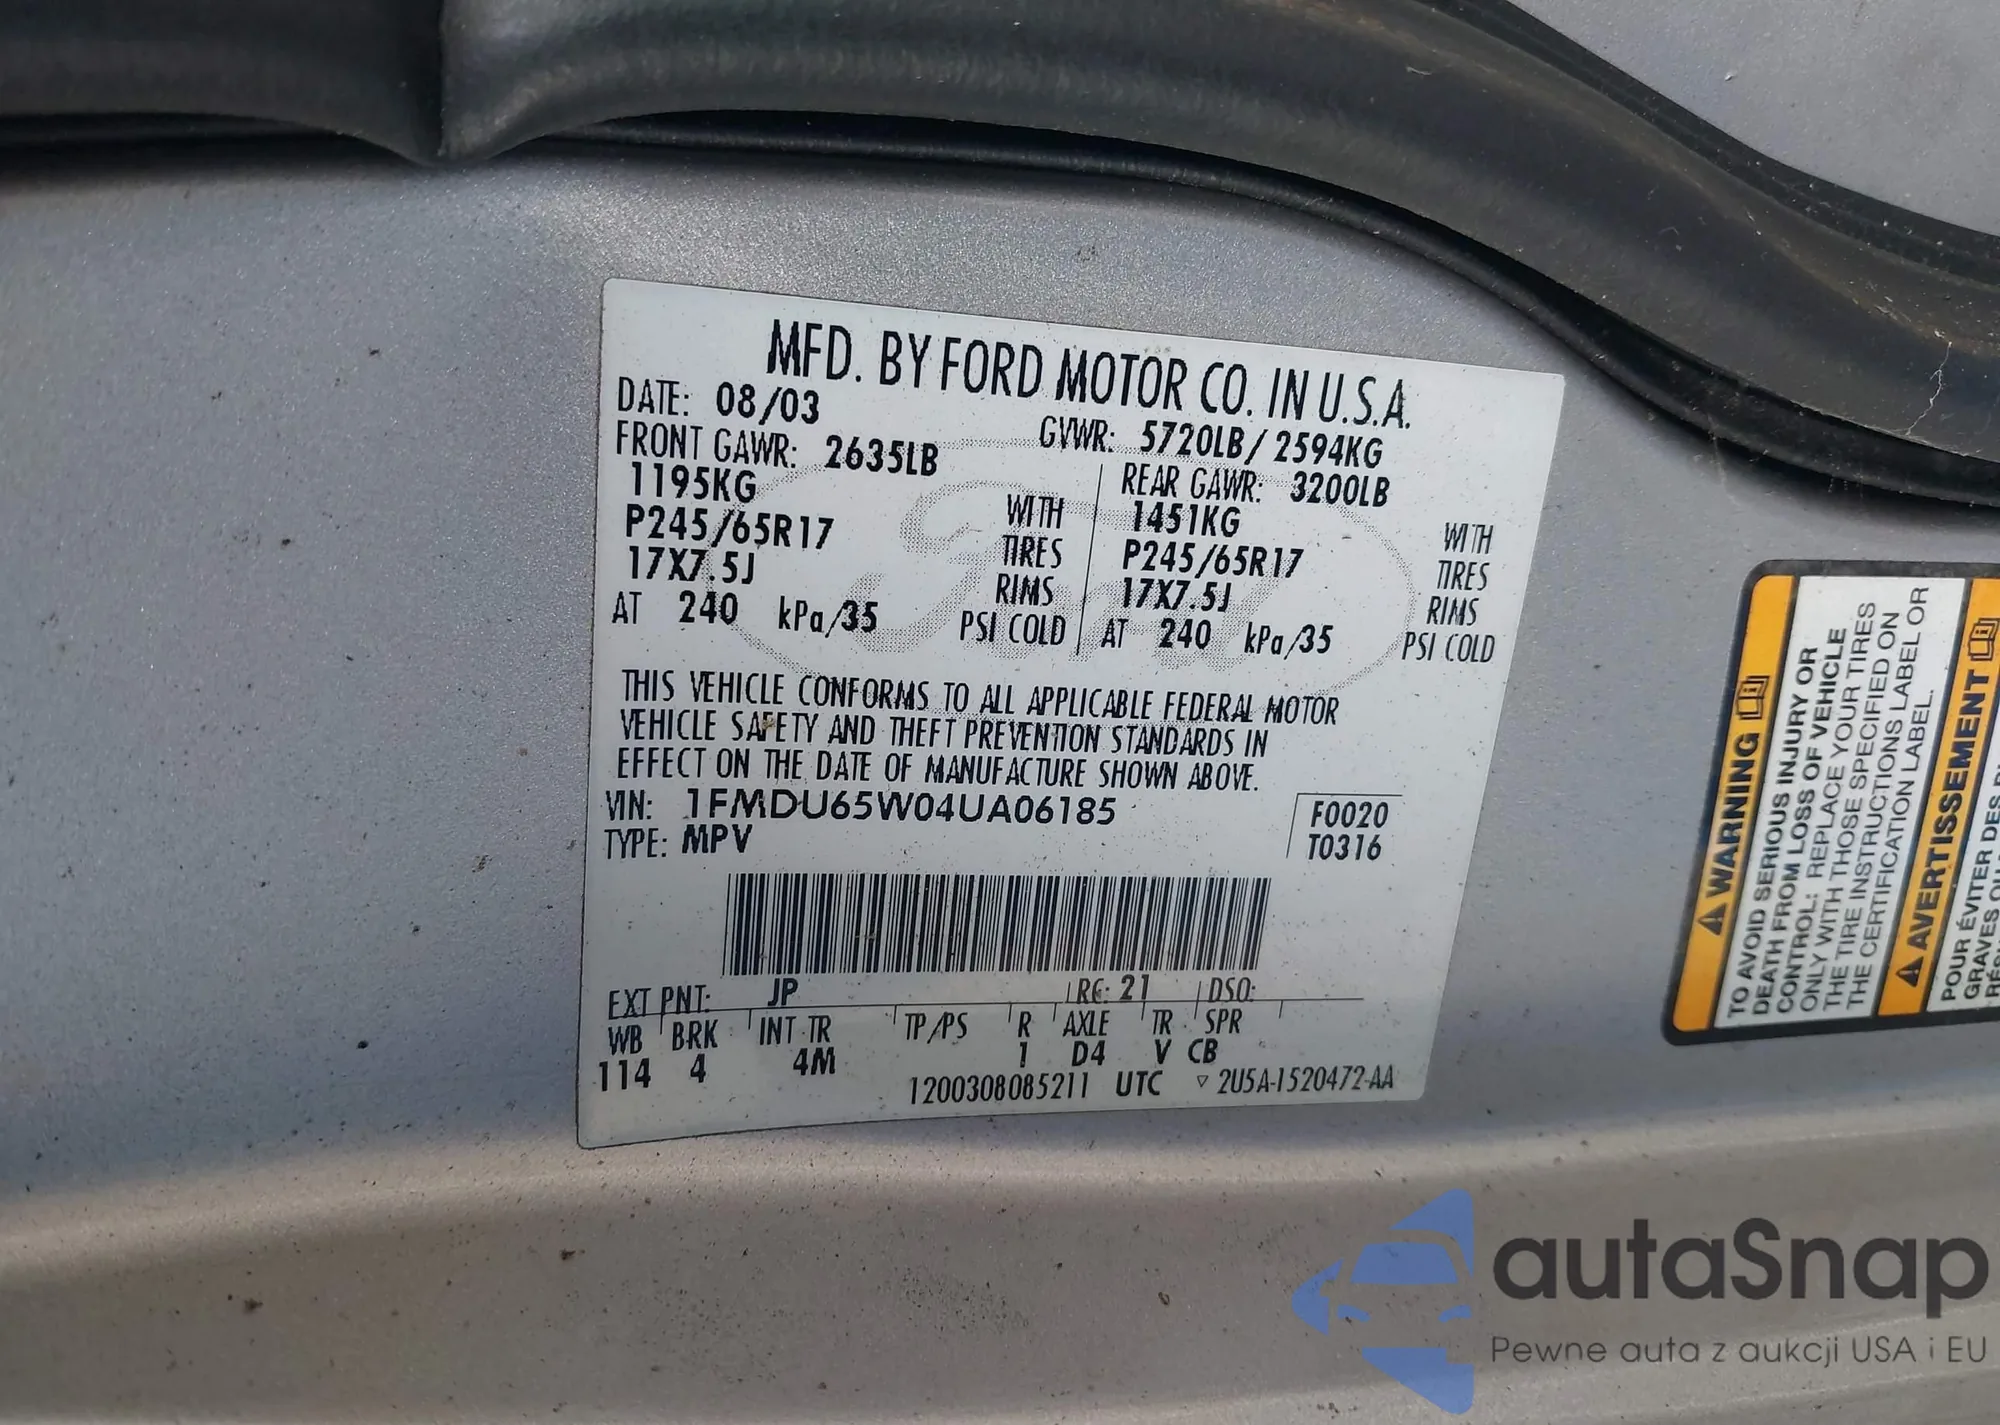 MFD. BY FORD MOTOR CO. IN U.S.A.
DATE: 08/03 GVWR: 5720LB/ 2594KG
FRONT GAWR: 2635LB REAR GAWR: 3200LB
1195KG WITH 1451KG WITH
P245/65R17 TIRES P245/65R17 TIRES
17X7.5J RIMS 17X7.5J RIMS
AT 240 kPa/35 PSI COLD AT 240 kPa/35 PSI COLD
THIS VEHICLE CONFORMS TO ALL APPLICABLE FEDERAL MOTOR
VEHICLE SAFETY AND THEFT PREVENTION STANDARDS IN
EFFECT ON THE DATE OF MANUFACTURE SHOWN ABOVE.
VIN: 1FMDU65W04UA06185 F0020
TYPE: MPV T0316
EXT PNT: JP RC: 21 DSO:
WB BRK INT TR TP/PS R AXLE TR SPR
114 4 4M 1 D4 V CB
1200308085211 UTC ▽ 2U5A-1520472-AA
Ford
⚠ WARNING
TO AVOID SERIOUS INJURY OR
DEATH FROM LOSS OF VEHICLE
CONTROL: REPLACE YOUR TIRES
ONLY WITH THOSE SPECIFIED ON
THE TIRE INSTRUCTIONS LABEL OR
THE CERTIFICATION LABEL.
⚠ AVERTISSEMENT
POUR ÉVITER DES
GRAVES OU
autaSnap
Pewne auta z aukcji USA i EU